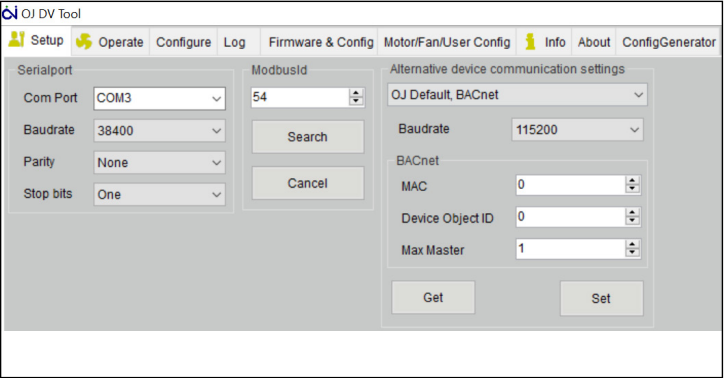 OJ DV Tool
Setup Operate Configure Log Firmware & Config Motor/Fan/User Config Info About ConfigGenerator
Serialport
Com Port COM3
Baudrate 38400
Parity None
Stop bits One
ModbusId
54
Search
Cancel
Alternative device communication settings
OJ Default, BACnet
Baudrate 115200
BACnet
MAC 0
Device Object ID 0
Max Master 1
Get Set